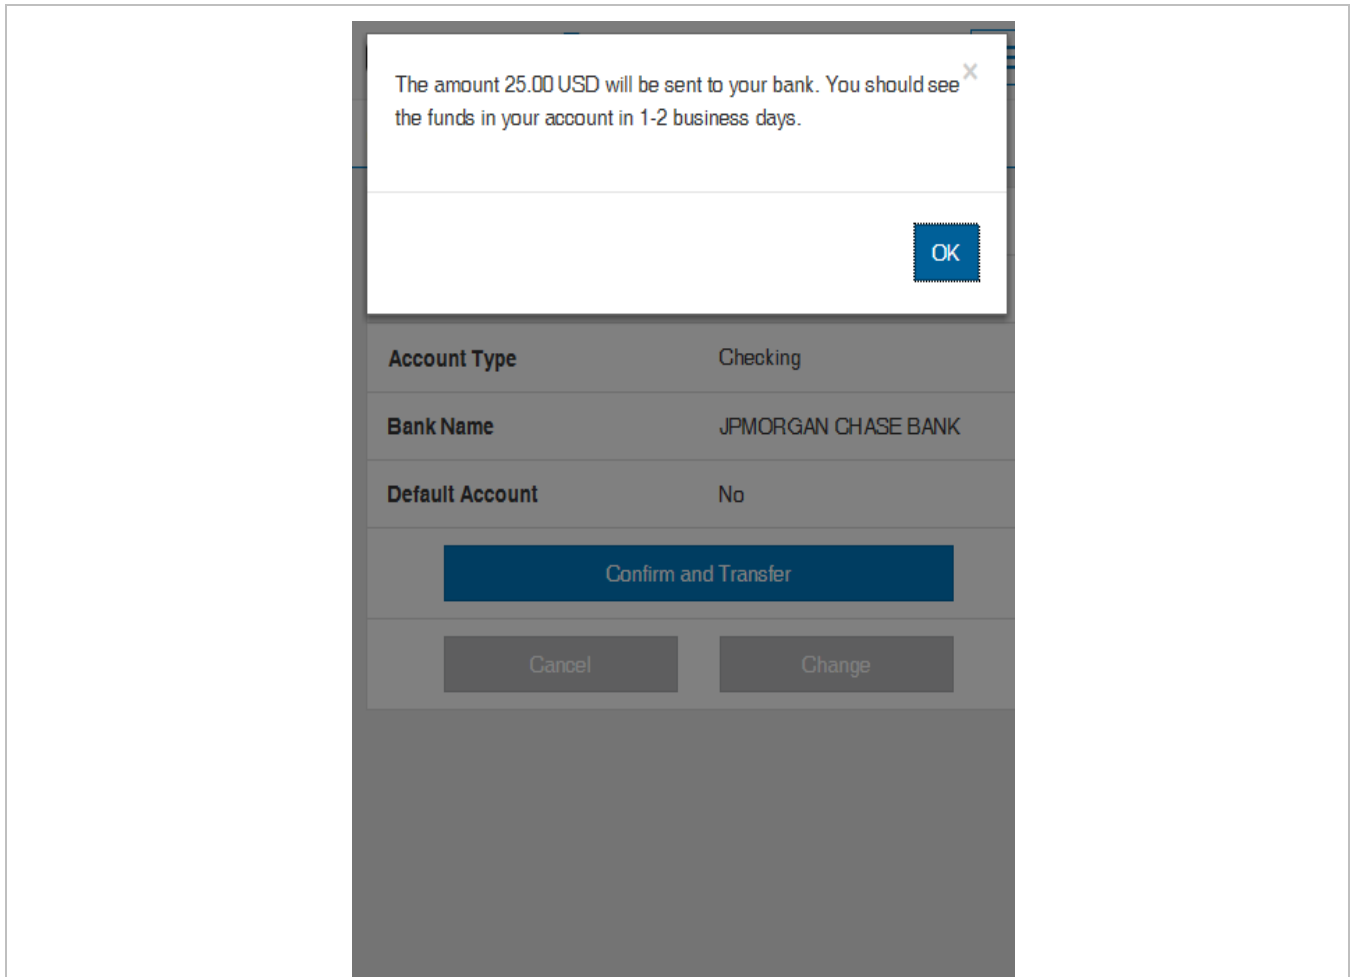 The amount 25.00 USD will be sent to your bank. You should see
the funds in your account in 1-2 business days.
×
OK
Account Type Checking
Bank Name JPMORGAN CHASE BANK
Default Account No
Confirm and Transfer
Cancel Change